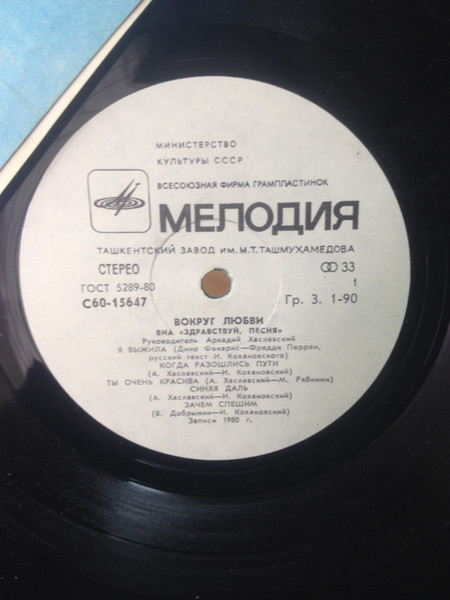 МИНИСТЕРСТВО
КУЛЬТУРЫ СССР
ВСЕСОЮЗНАЯ ФИРМА ГРАМПЛАСТИНОК
МЕЛОДИЯ
ТАШКЕНТСКИЙ ЗАВОД ИМ. М.Т. ТАШМУХАМЕДОВА
СТЕРЕО 33
ГОСТ 5289-80 1
С60-15647 Гр. 3. 1-90
ВОКРУГ ЛЮБВИ
ВИА «ЗДРАВСТВУЙ, ПЕСНЯ»
Руководитель Аркадий Хаславский
Я ВЫЖИЛА (Дино Фекарис—Фредди Перрен,
русский текст И. Кохановского)
КОГДА РАЗОШЛИСЬ ПУТИ
(А. Хаславский—И. Кохановский)
ТЫ ОЧЕНЬ КРАСИВА (А. Хаславский—М. Рябинин)
СИНЯЯ ДАЛЬ
(А. Хаславский—И. Кохановский)
ЗАЧЕМ СПЕШИМ
(В. Добрынин—И. Кохановский)
Записи 1980 г.